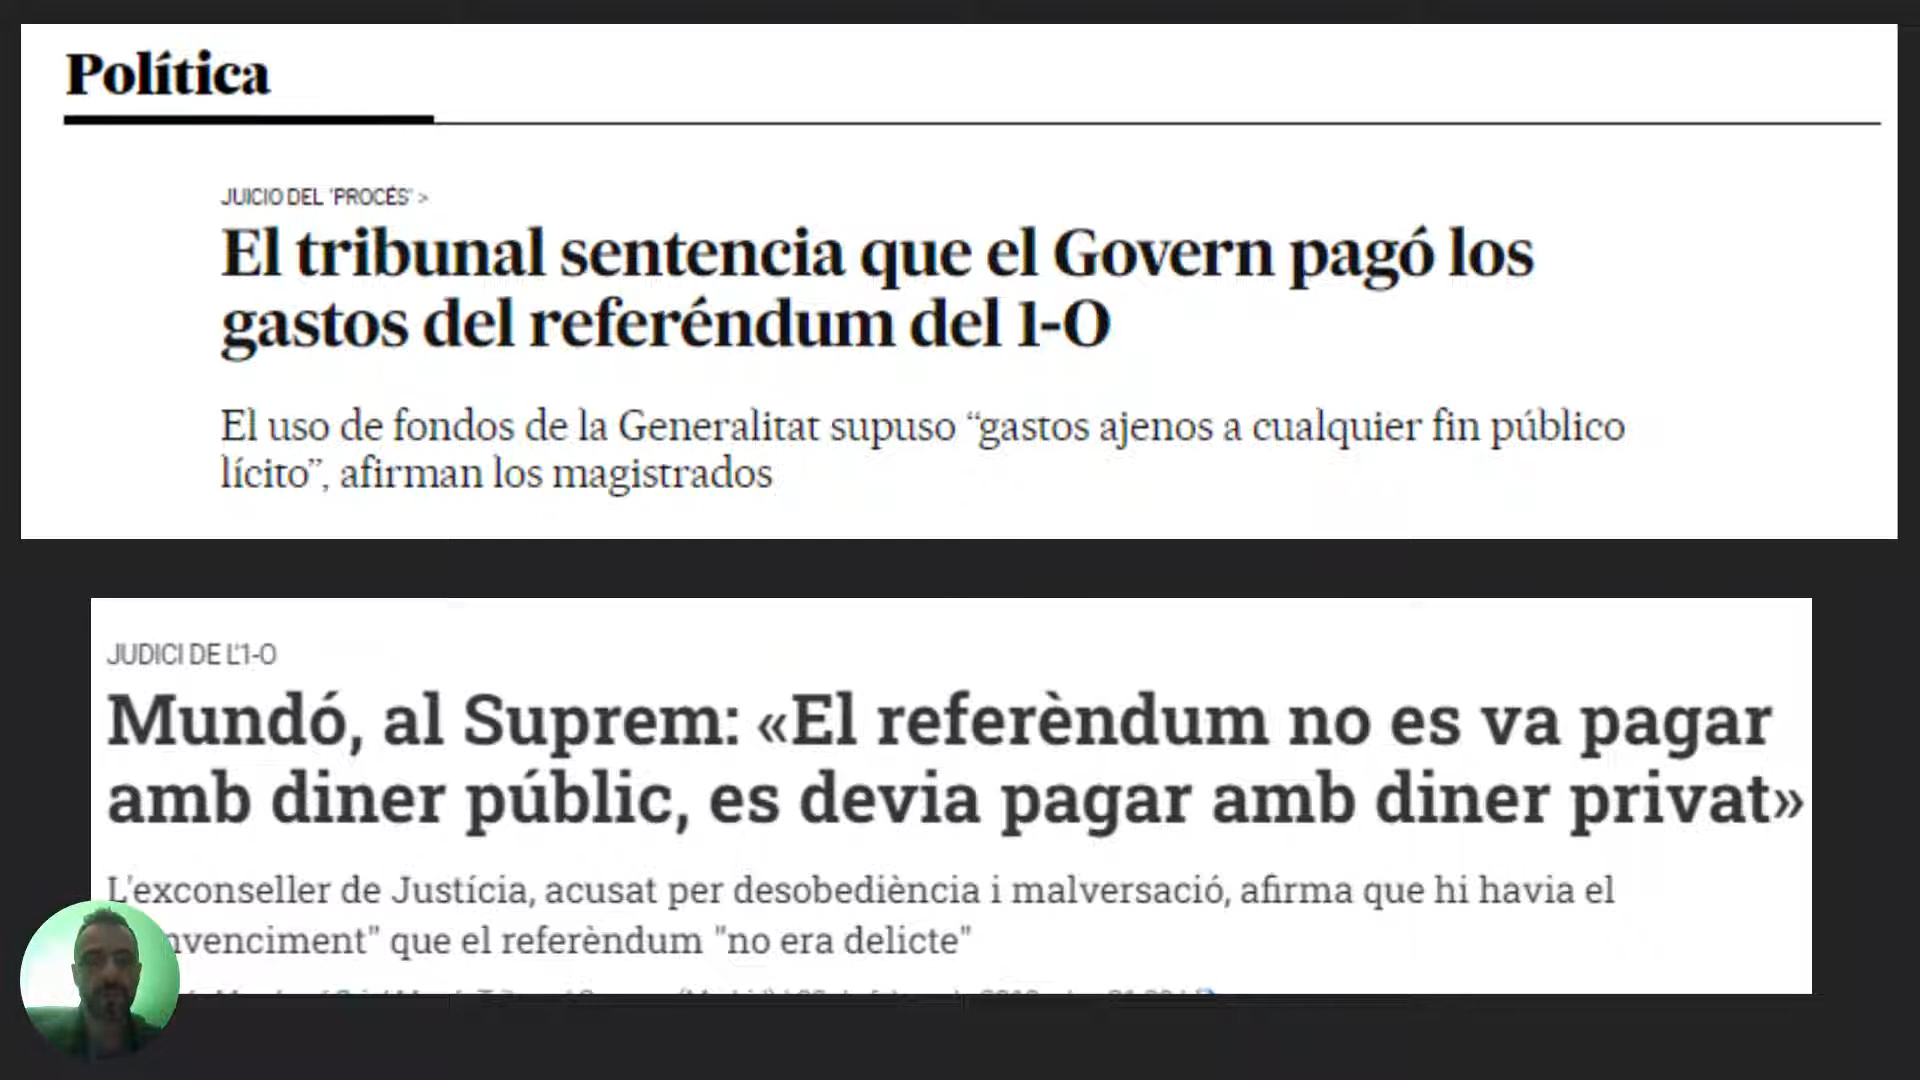 Política
JUICIO DEL 'PROCÉS' >
El tribunal sentencia que el Govern pagó los
gastos del referéndum del 1-O
El uso de fondos de la Generalitat supuso “gastos ajenos a cualquier fin público
lícito”, afirman los magistrados
JUDICI DE L'1-O
Mundó, al Suprem: «El referèndum no es va pagar
amb diner públic, es devia pagar amb diner privat»
L'exconseller de Justícia, acusat per desobediència i malversació, afirma que hi havia el
que el referèndum "no era delicte"